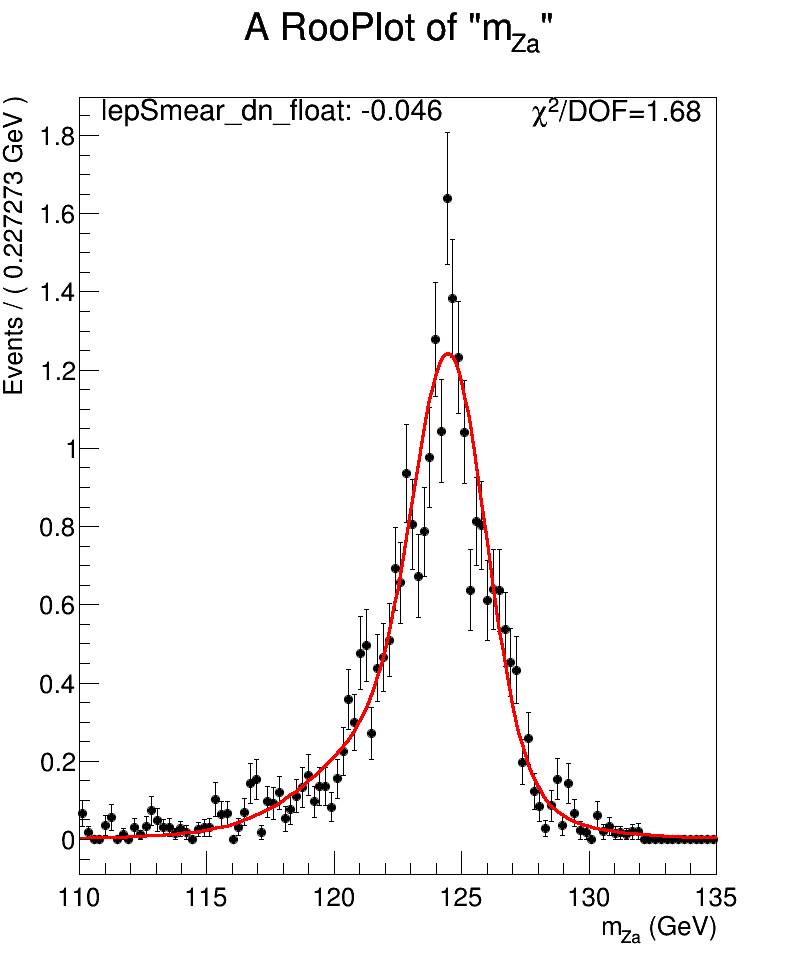 A RooPlot of "m_Za"
lepSmear_dn_float: -0.046 χ²/DOF=1.68
Events / ( 0.227273 GeV )
1.8
1.6
1.4
1.2
1
0.8
0.6
0.4
0.2
0
110 115 120 125 130 135
m_Za (GeV)